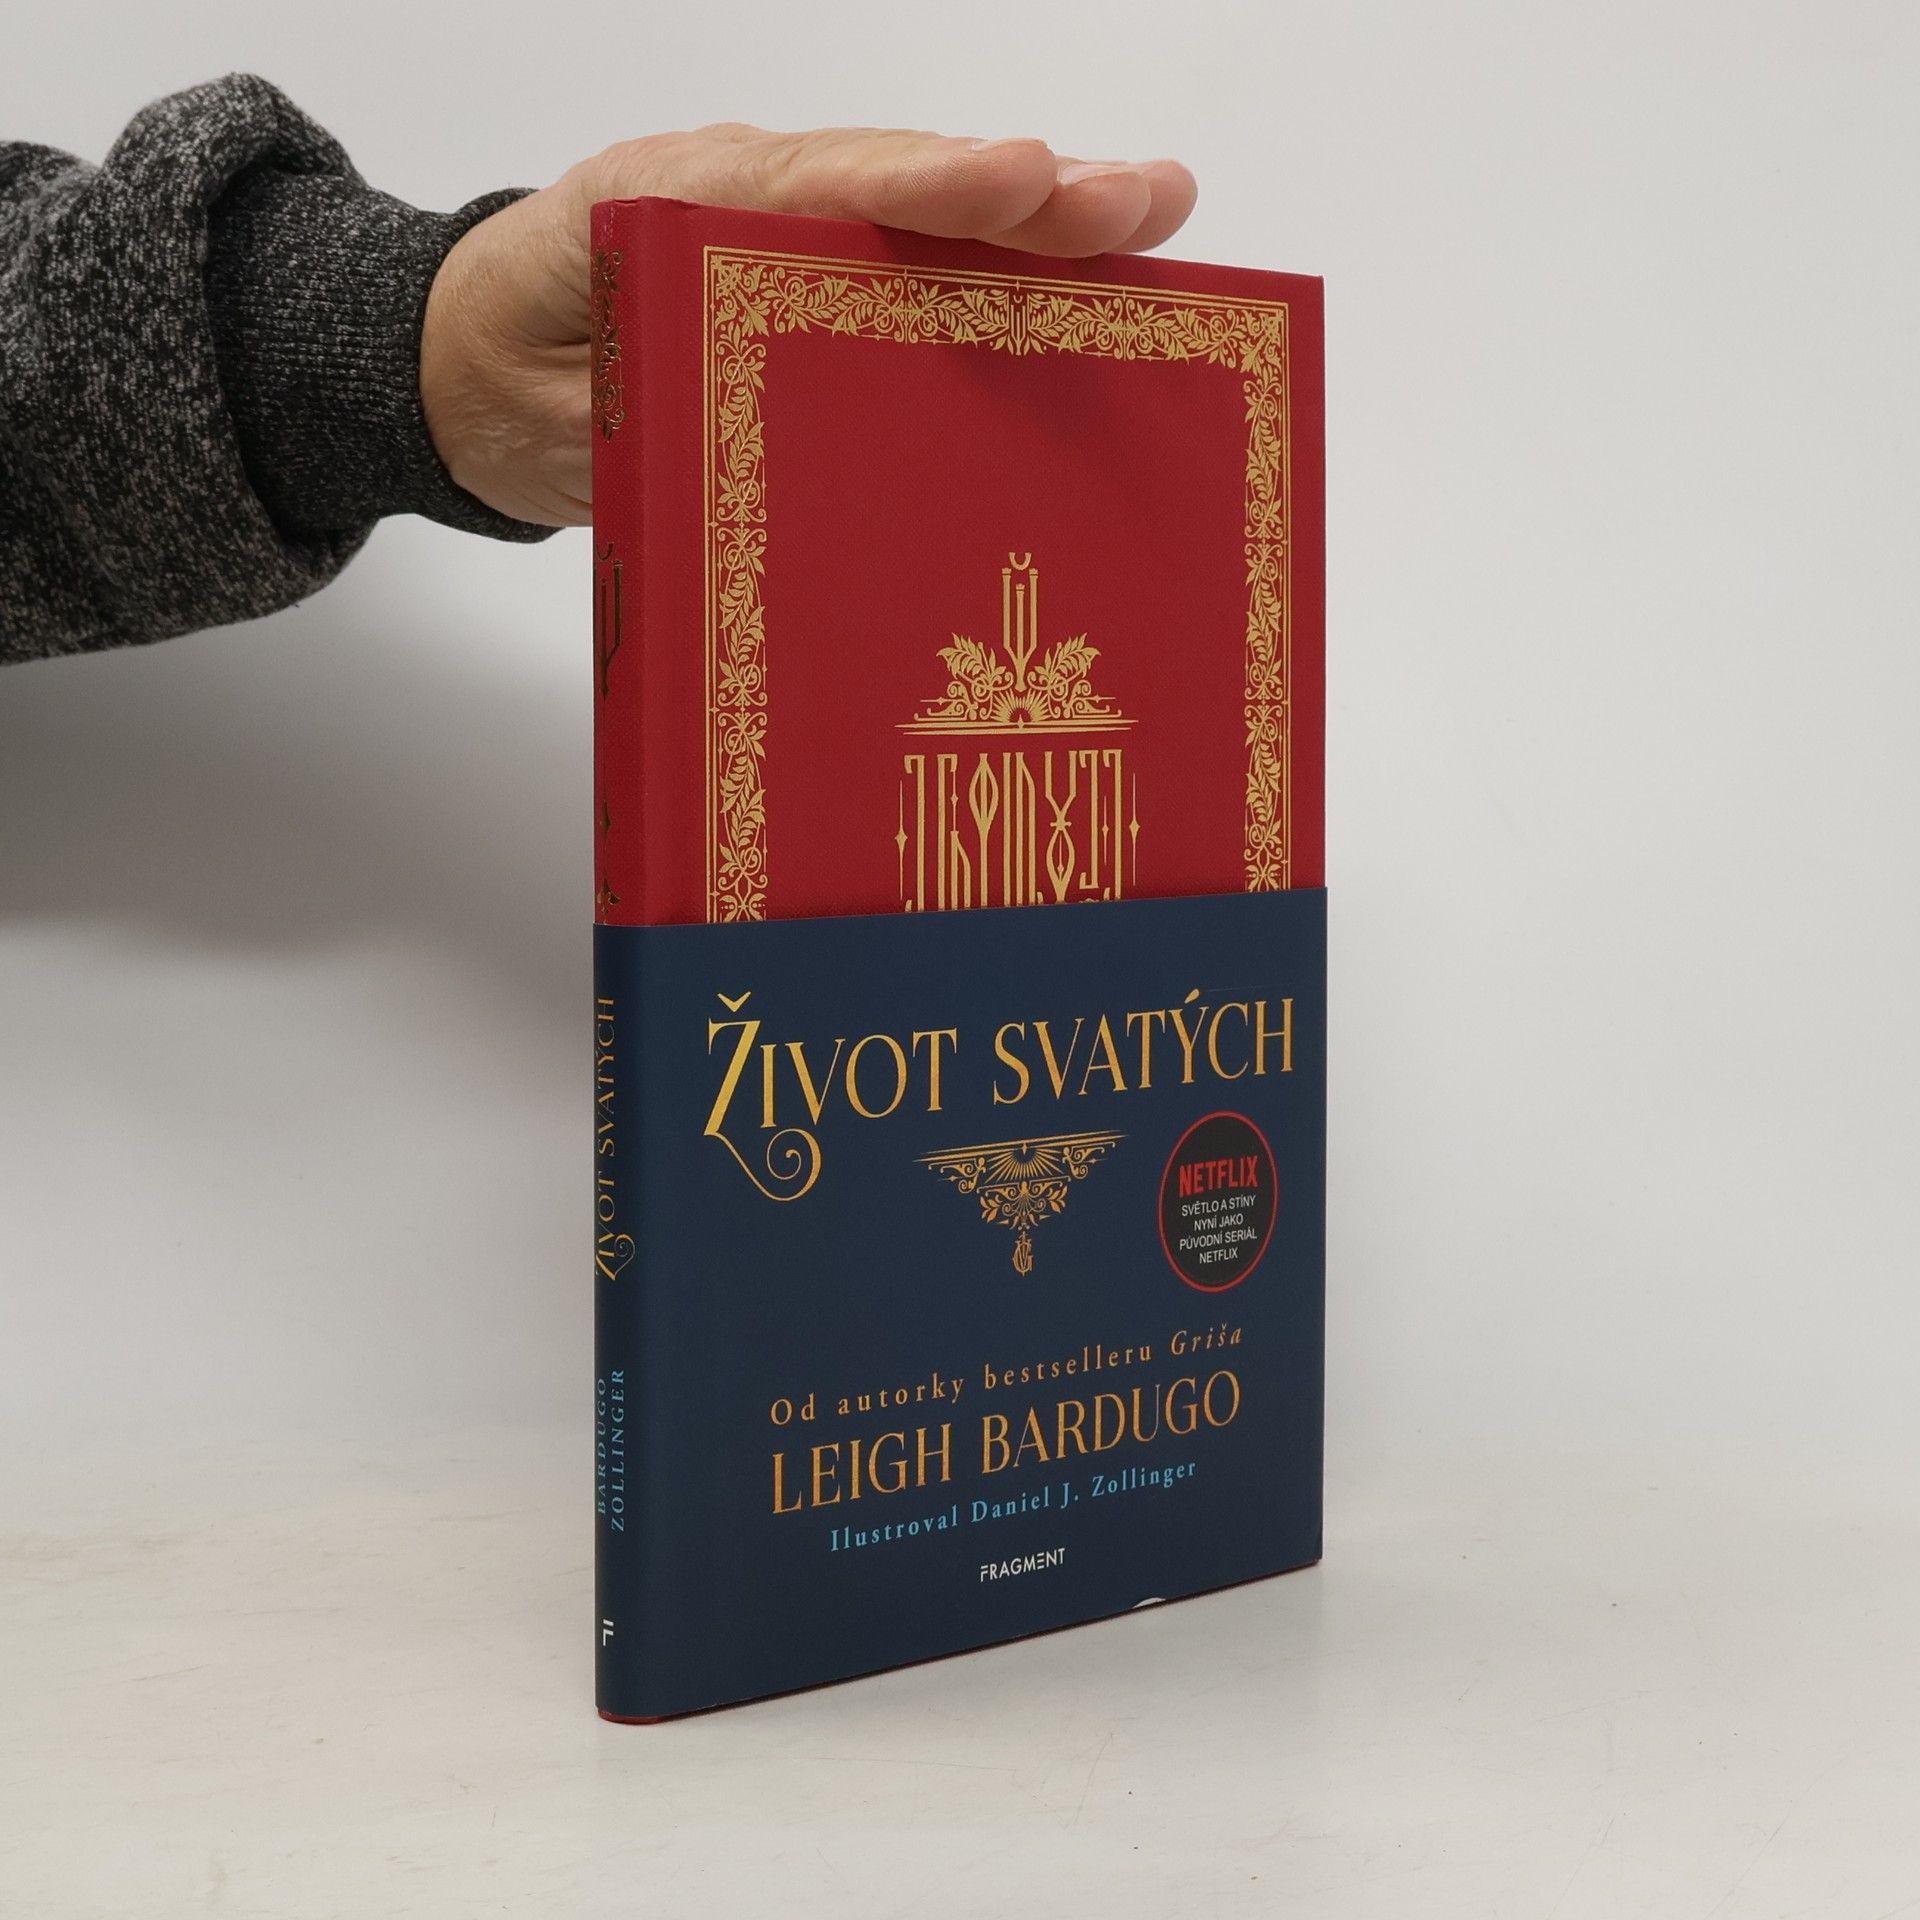 ŽIVOT SVATÝCH
NETFLIX
SVĚTLO A STÍNY
NYNÍ JAKO
PŮVODNÍ SERIÁL
NETFLIX
Od autorky bestselleru Griša
LEIGH BARDUGO
Ilustroval Daniel J. Zollinger
FRAGMENT
ŽIVOT SVATÝCH
BARDUGO
ZOLLINGER
F